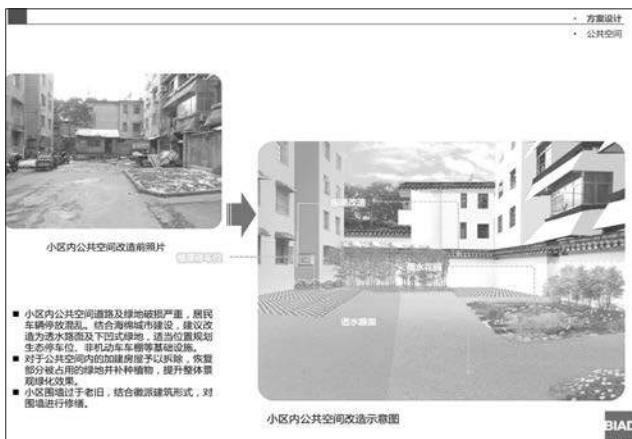 • 方案设计
• 公共空间
小区内公共空间改造前照片
雨水花园
透水路面
■ 小区内公共空间道路及绿地破损严重，居民
车辆停放混乱。结合海绵城市建设，建议改
造为透水路面及下凹式绿地，适当位置规划
生态停车位、非机动车车棚等基础设施。
■ 对于公共空间内的加建房屋予以拆除，恢复
部分被占用的绿地并补种植物，提升整体景
观绿化效果。
■ 小区围墙过于老旧，结合徽派建筑形式，对
围墙进行修缮。
小区内公共空间改造示意图
BIAD